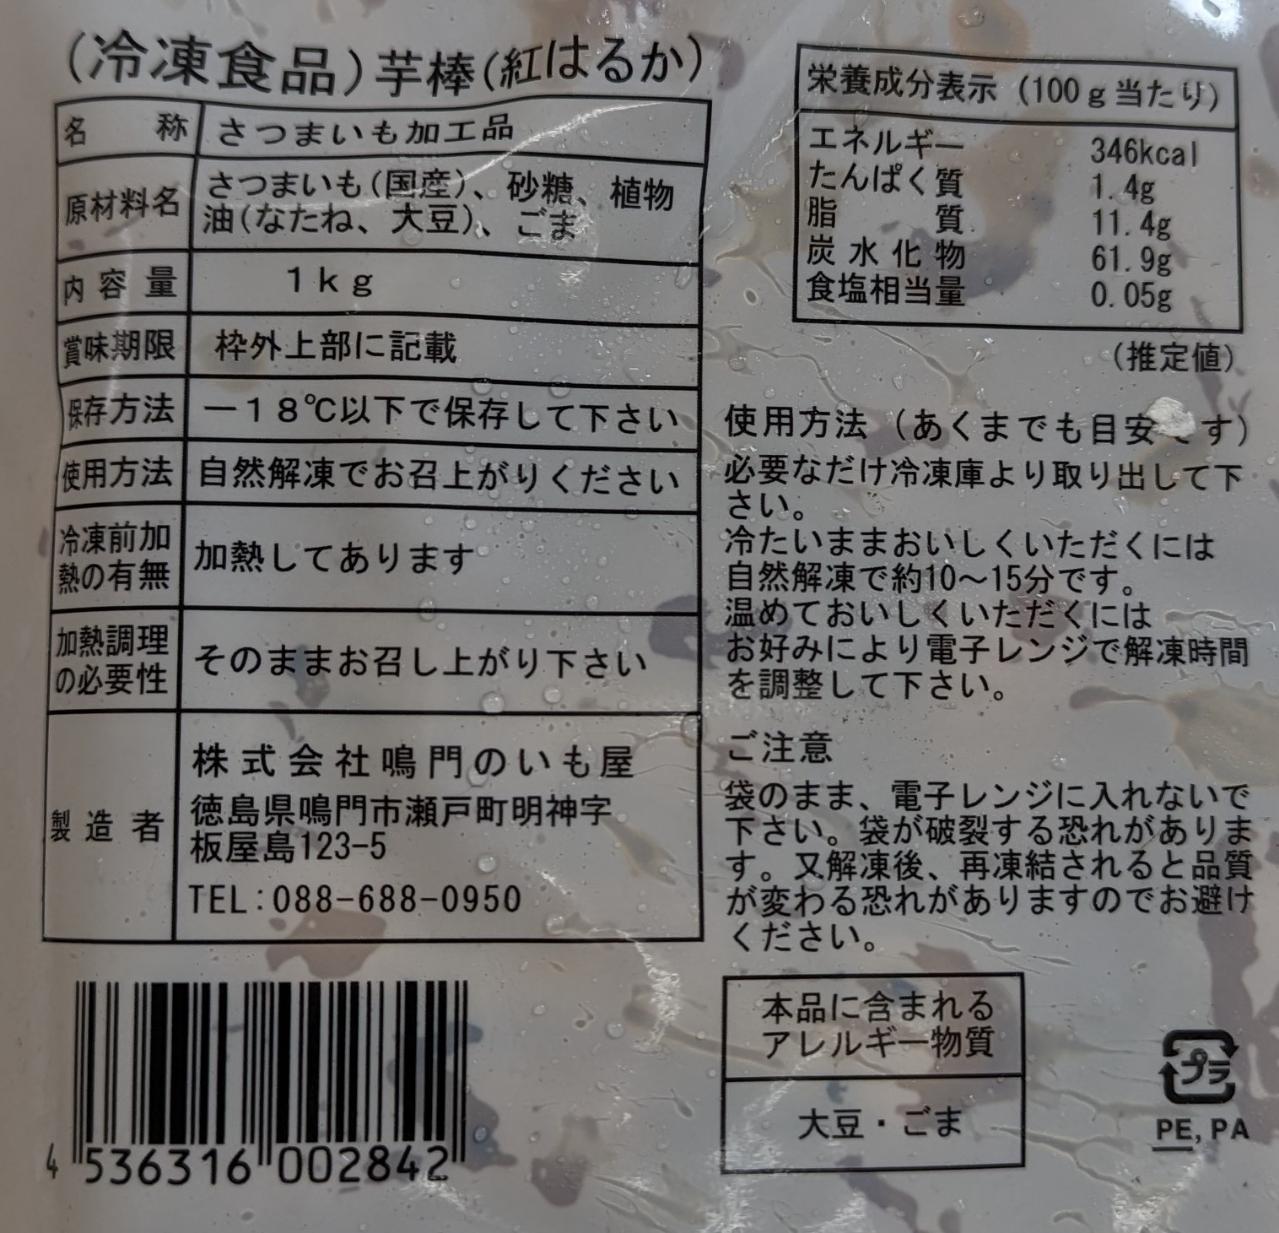 (冷凍食品)芋棒(紅はるか)
名 称 さつまいも加工品
原材料名 さつまいも(国産)、砂糖、植物
油(なたね、大豆)、ごま
内容量 1kg
賞味期限 枠外上部に記載
保存方法 −18℃以下で保存して下さい
使用方法 自然解凍でお召上がりください
冷凍前加
熱の有無 加熱してあります
加熱調理
の必要性 そのままお召し上がり下さい
製造者 株式会社鳴門のいも屋
徳島県鳴門市瀬戸町明神字
板屋島123-5
TEL:088-688-0950
4 536316 002842
栄養成分表示 (100g当たり)
エネルギー 346kcal
たんぱく質 1.4g
脂 質 11.4g
炭水化物 61.9g
食塩相当量 0.05g
(推定値)
使用方法 (あくまでも目安です)
必要なだけ冷凍庫より取り出して下
さい。
冷たいままおいしくいただくには
自然解凍で約10〜15分です。
温めておいしくいただくには
お好みにより電子レンジで解凍時間
を調整して下さい。
ご注意
袋のまま、電子レンジに入れないで
下さい。袋が破裂する恐れがありま
す。又解凍後、再凍結されると品質
が変わる恐れがありますのでお避け
ください。
本品に含まれる
アレルギー物質
大豆・ごま
プラ
PE, PA